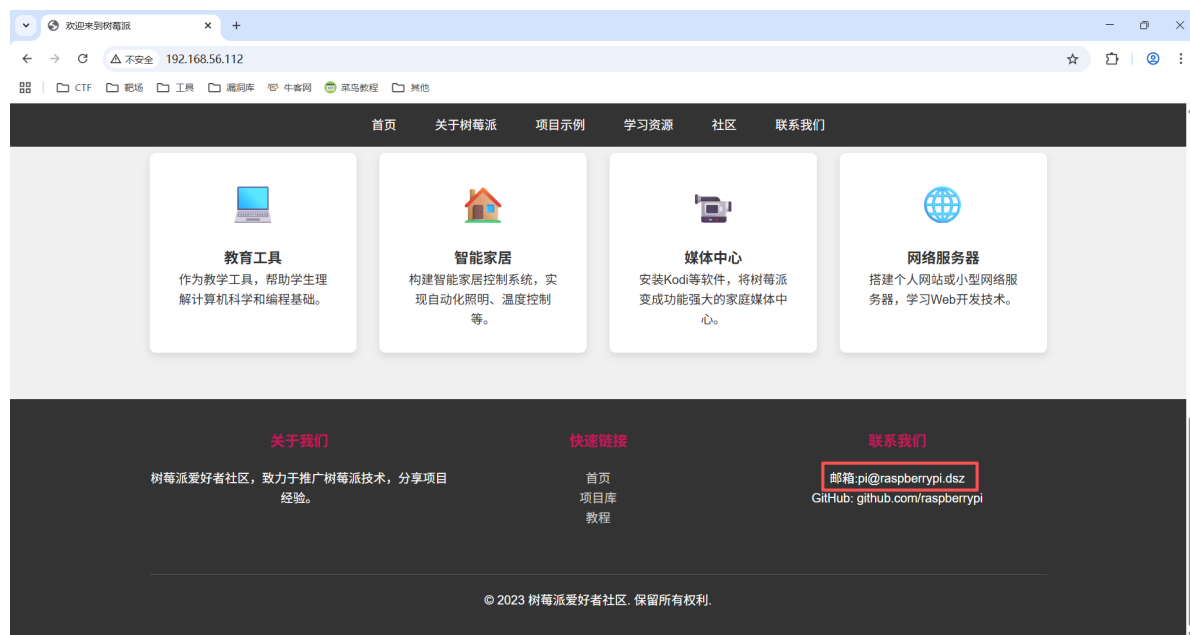 欢迎来到树莓派
不安全 192.168.56.112
CTF 靶场 工具 漏洞库 牛客网 菜鸟教程 其他
首页 关于树莓派 项目示例 学习资源 社区 联系我们
教育工具
作为教学工具，帮助学生理
解计算机科学和编程基础。
智能家居
构建智能家居控制系统，实
现自动化照明、温度控制
等。
媒体中心
安装Kodi等软件，将树莓派
变成功能强大的家庭媒体中
心。
网络服务器
搭建个人网站或小型网络服
务器，学习Web开发技术。
关于我们
树莓派爱好者社区，致力于推广树莓派技术，分享项目
经验。
快速链接
首页
项目库
教程
联系我们
邮箱:pi@raspberrypi.dsz
GitHub: github.com/raspberrypi
© 2023 树莓派爱好者社区. 保留所有权利.